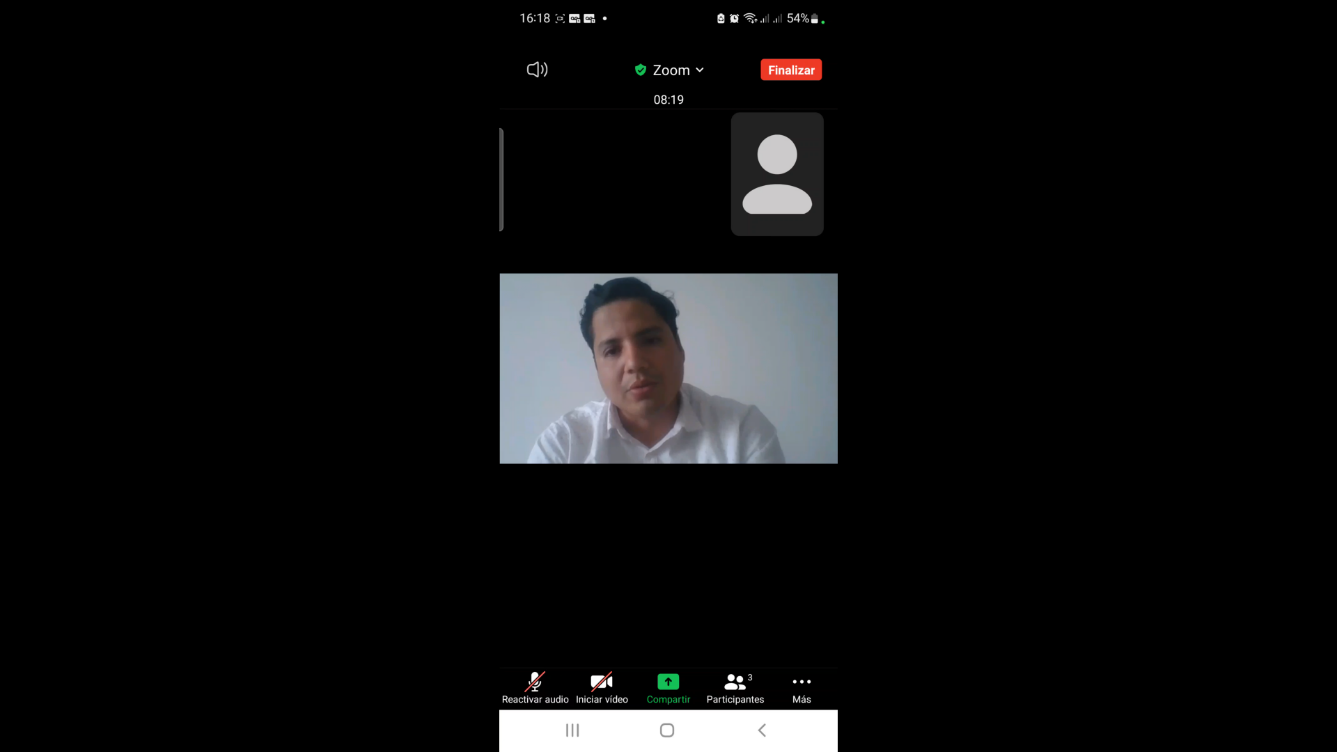 16:18 54%
Zoom Finalizar
08:19
3
Reactivar audio Iniciar vídeo Compartir Participantes Más